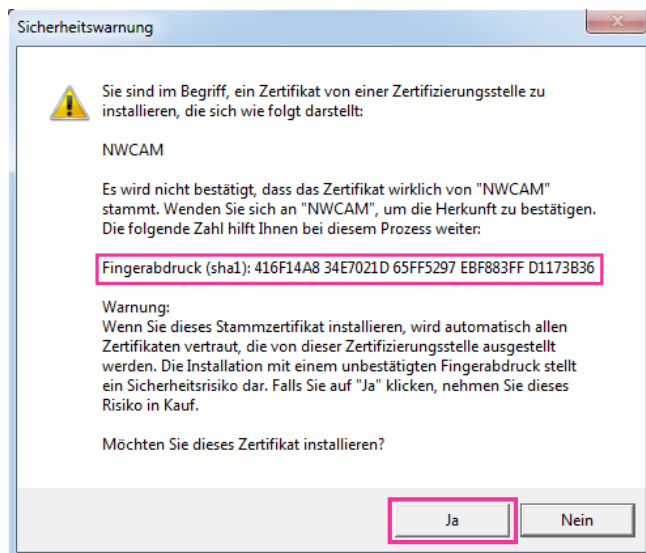 Sicherheitswarnung
Sie sind im Begriff, ein Zertifikat von einer Zertifizierungsstelle zu
installieren, die sich wie folgt darstellt:
NWCAM
Es wird nicht bestätigt, dass das Zertifikat wirklich von "NWCAM"
stammt. Wenden Sie sich an "NWCAM", um die Herkunft zu bestätigen.
Die folgende Zahl hilft Ihnen bei diesem Prozess weiter:
Fingerabdruck (sha1): 416F14A8 34E7021D 65FF5297 EBF883FF D1173B36
Warnung:
Wenn Sie dieses Stammzertifikat installieren, wird automatisch allen
Zertifikaten vertraut, die von dieser Zertifizierungsstelle ausgestellt
werden. Die Installation mit einem unbestätigten Fingerabdruck stellt
ein Sicherheitsrisiko dar. Falls Sie auf "Ja" klicken, nehmen Sie dieses
Risiko in Kauf.
Möchten Sie dieses Zertifikat installieren?
Ja
Nein